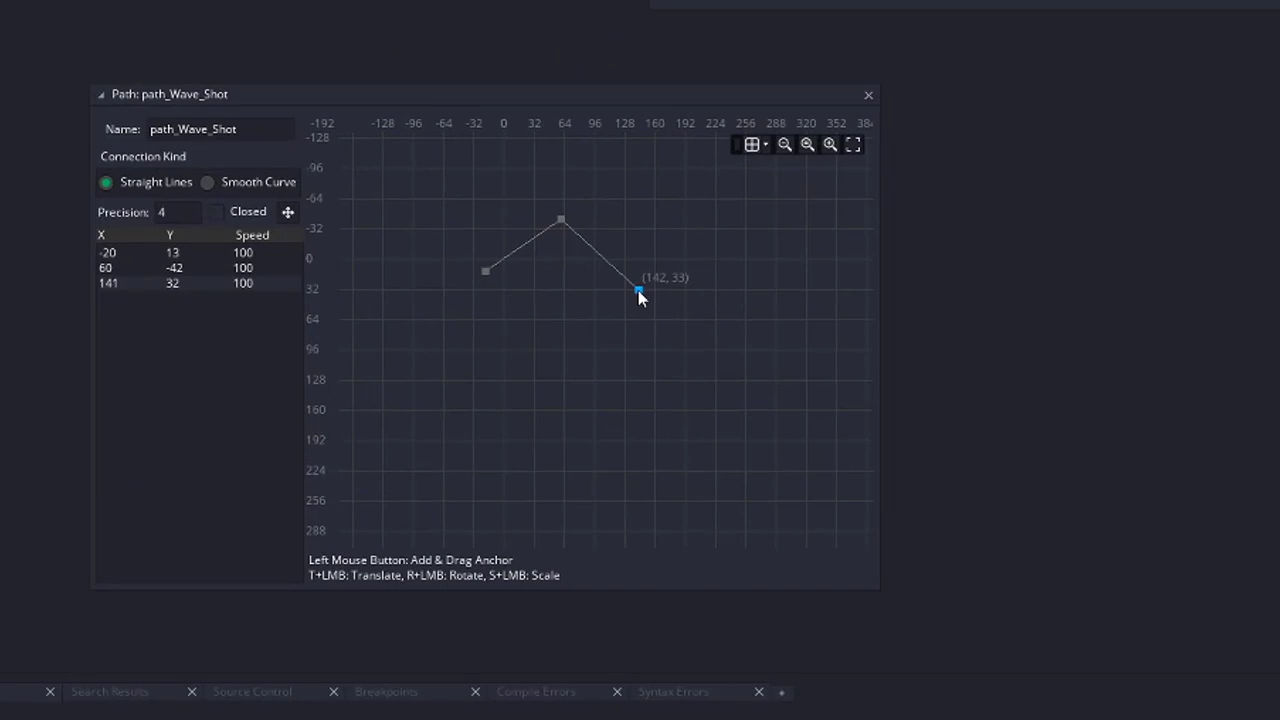 Path: path_Wave_Shot
Name: path_Wave_Shot
Connection Kind
Straight Lines Smooth Curve
Precision: 4 Closed
X Y Speed
-20 13 100
60 -42 100
141 32 100
-192 -128 -96 -64 -32 0 32 64 96 128 160 192 224 256 288 320 352
-128
-96
-64
-32
0
32
64
96
128
160
192
224
256
288
(142, 33)
Left Mouse Button: Add & Drag Anchor
T+LMB: Translate, R+LMB: Rotate, S+LMB: Scale
Search Results Source Control Breakpoints Compile Errors Syntax Errors